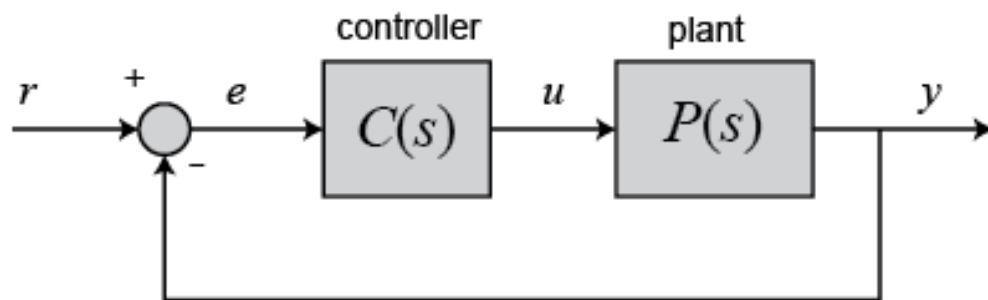 controller plant
+
r e C(s) u P(s) y
-